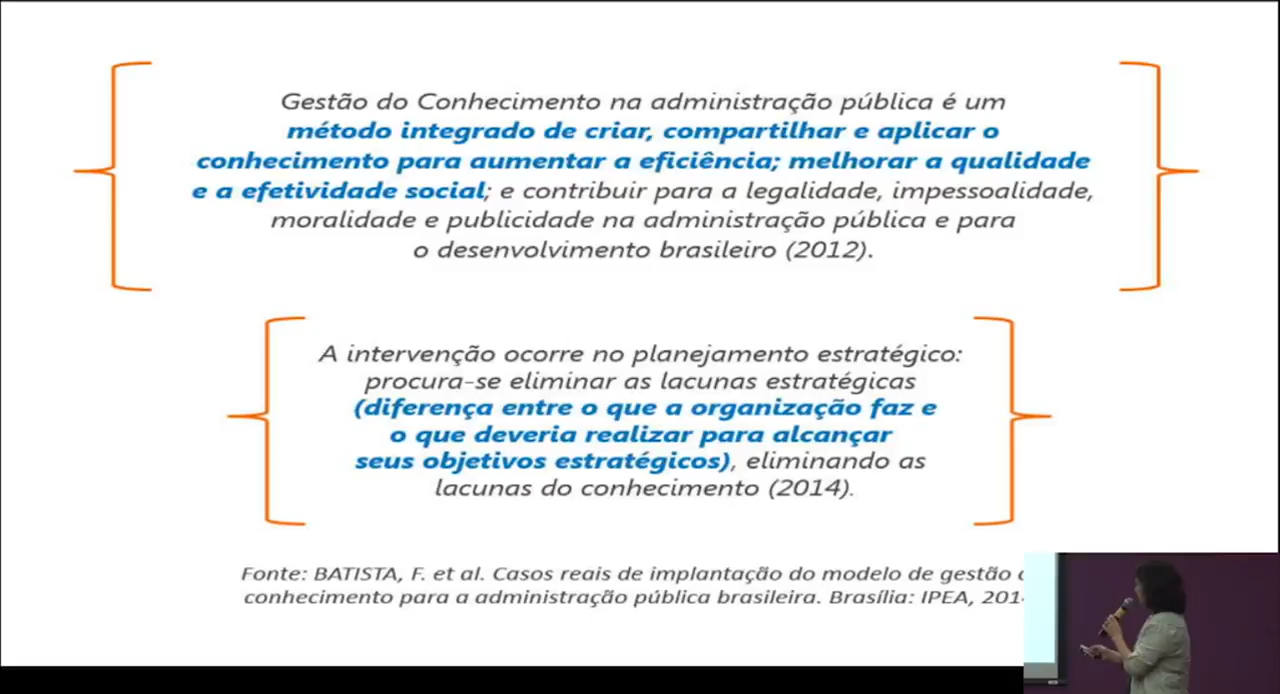 Gestão do Conhecimento na administração pública é um
método integrado de criar, compartilhar e aplicar o
conhecimento para aumentar a eficiência; melhorar a qualidade
e a efetividade social; e contribuir para a legalidade, impessoalidade,
moralidade e publicidade na administração pública e para
o desenvolvimento brasileiro (2012).
A intervenção ocorre no planejamento estratégico:
procura-se eliminar as lacunas estratégicas
(diferença entre o que a organização faz e
o que deveria realizar para alcançar
seus objetivos estratégicos), eliminando as
lacunas do conhecimento (2014).
Fonte: BATISTA, F. et al. Casos reais de implantação do modelo de gestão
conhecimento para a administração pública brasileira. Brasília: IPEA,